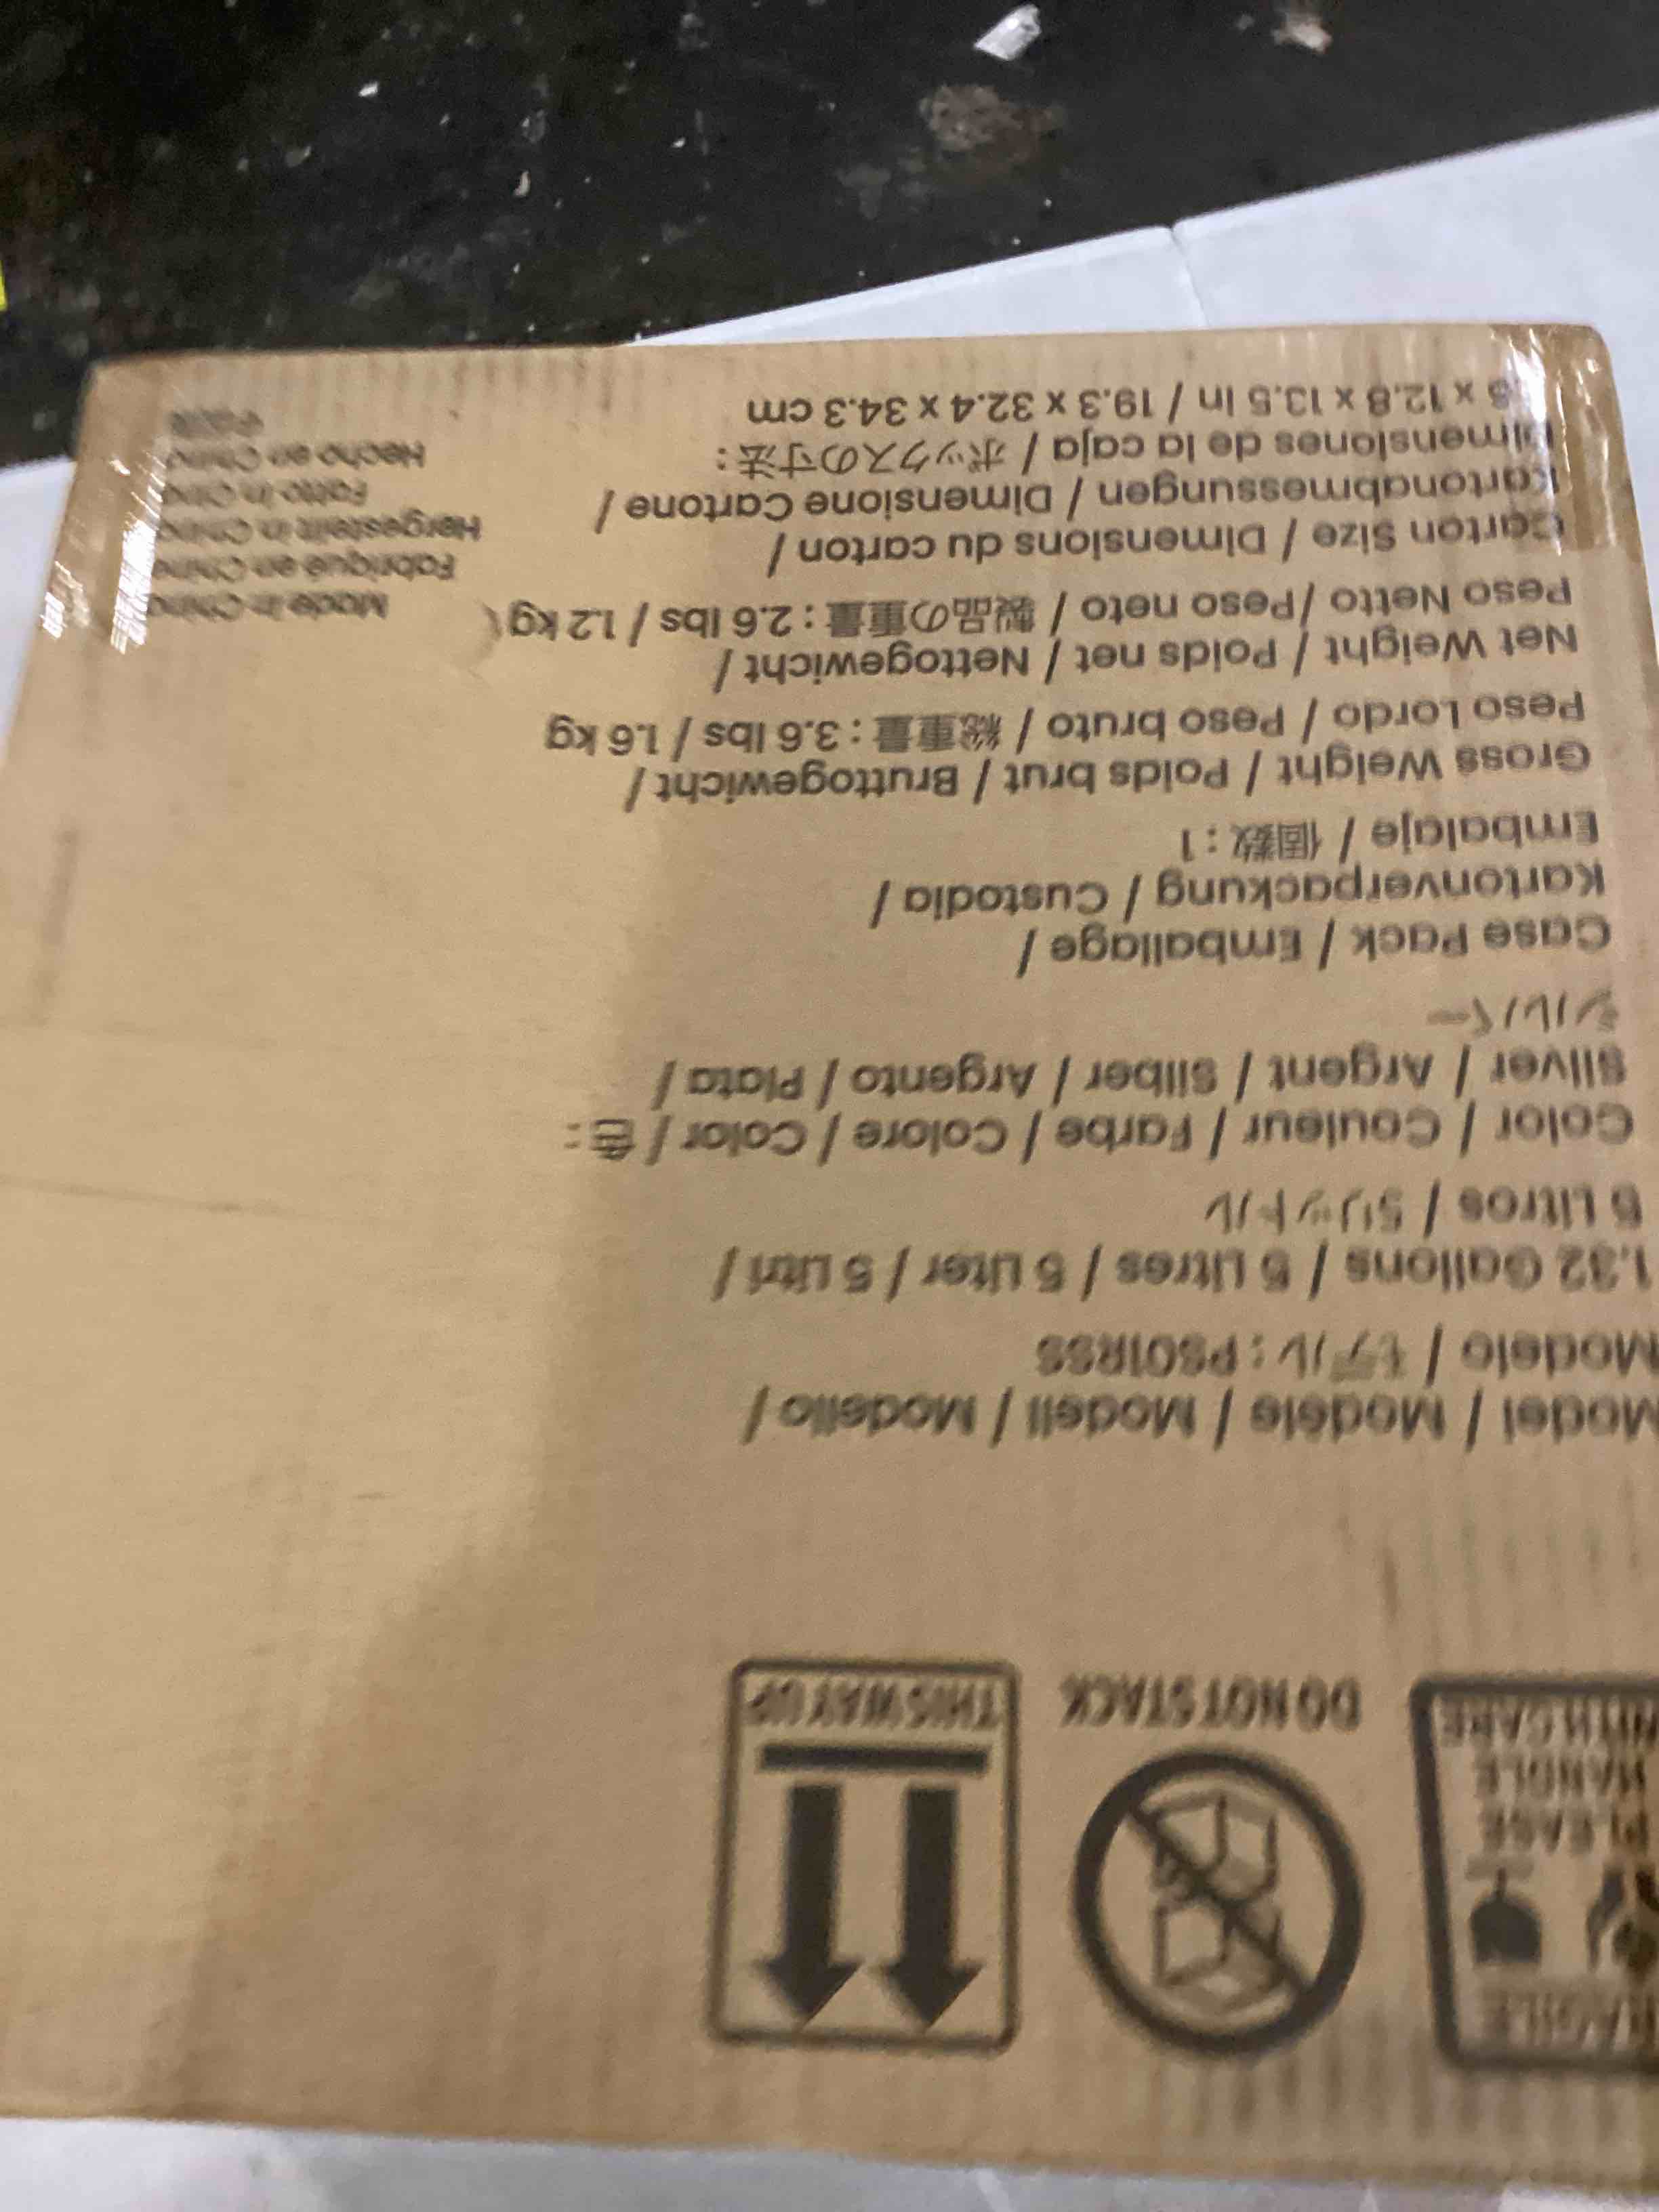 FRAGILE
PLEASE
HANDLE
WITH CARE
DO NOT STACK
THIS WAY UP
Model / Modèle / Modell / Modello /
Modelo / モデル : PS01RSS
1.32 Gallons / 5 Litres / 5 Liter / 5 Litri /
5 Litros / 5リットル
Color / Couleur / Farbe / Colore / Color / 色 :
Silver / Argent / Silber / Argento / Plata /
シルバー
Case Pack / Emballage /
Kartonverpackung / Custodia /
Embalaje / 個数 : 1
Gross Weight / Poids brut / Bruttogewicht /
Peso Lordo / Peso bruto / 総重量 : 3.6 lbs / 1.6 kg
Net Weight / Poids net / Nettogewicht /
Peso Netto /Peso neto / 製品の重量 : 2.6 lbs / 1.2 kg
Carton Size / Dimensions du carton /
Kartonabmessungen / Dimensione Cartone /
Dimensiones de la caja / ボックスの寸法 :
x 12.8 x 13.5 in / 19.3 x 32.4 x 34.3 cm
Made in China
Fabriqué en Chine
Hergestellt in China
Fatto in Cina
Hecho en China
中国製